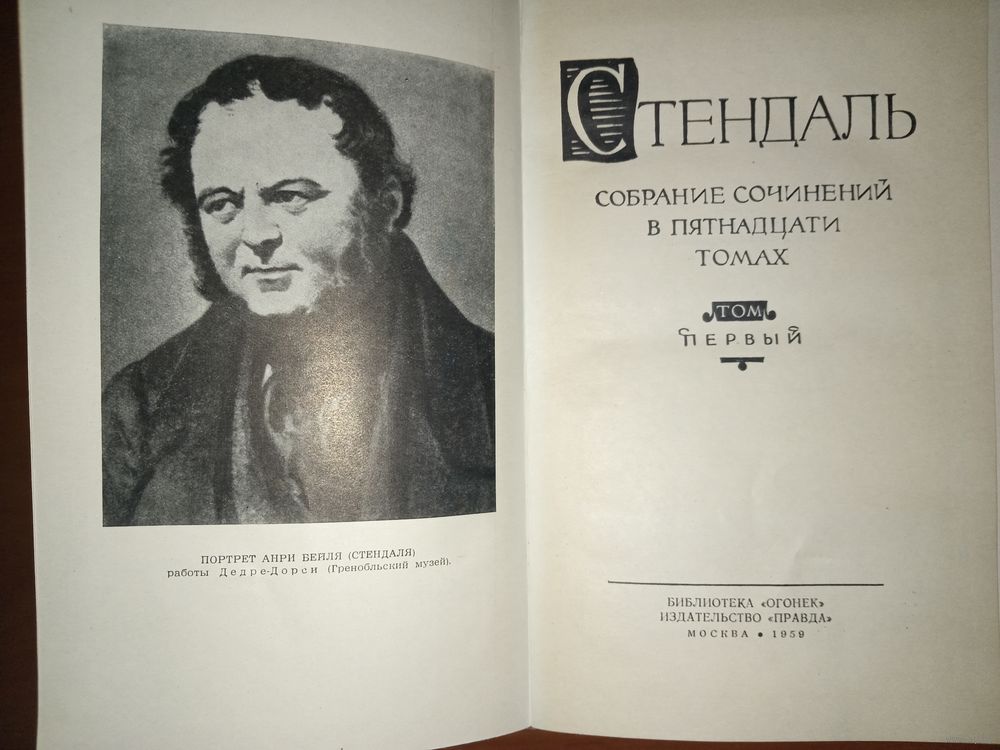 ПОРТРЕТ АНРИ БЕЙЛЯ (СТЕНДАЛЯ)
работы Дедре-Дорси (Гренобльский музей).
СТЕНДАЛЬ
СОБРАНИЕ СОЧИНЕНИЙ
В ПЯТНАДЦАТИ
ТОМАХ
ТОМ
ПЕРВЫЙ
БИБЛИОТЕКА «ОГОНЕК»
ИЗДАТЕЛЬСТВО «ПРАВДА»
МОСКВА • 1959